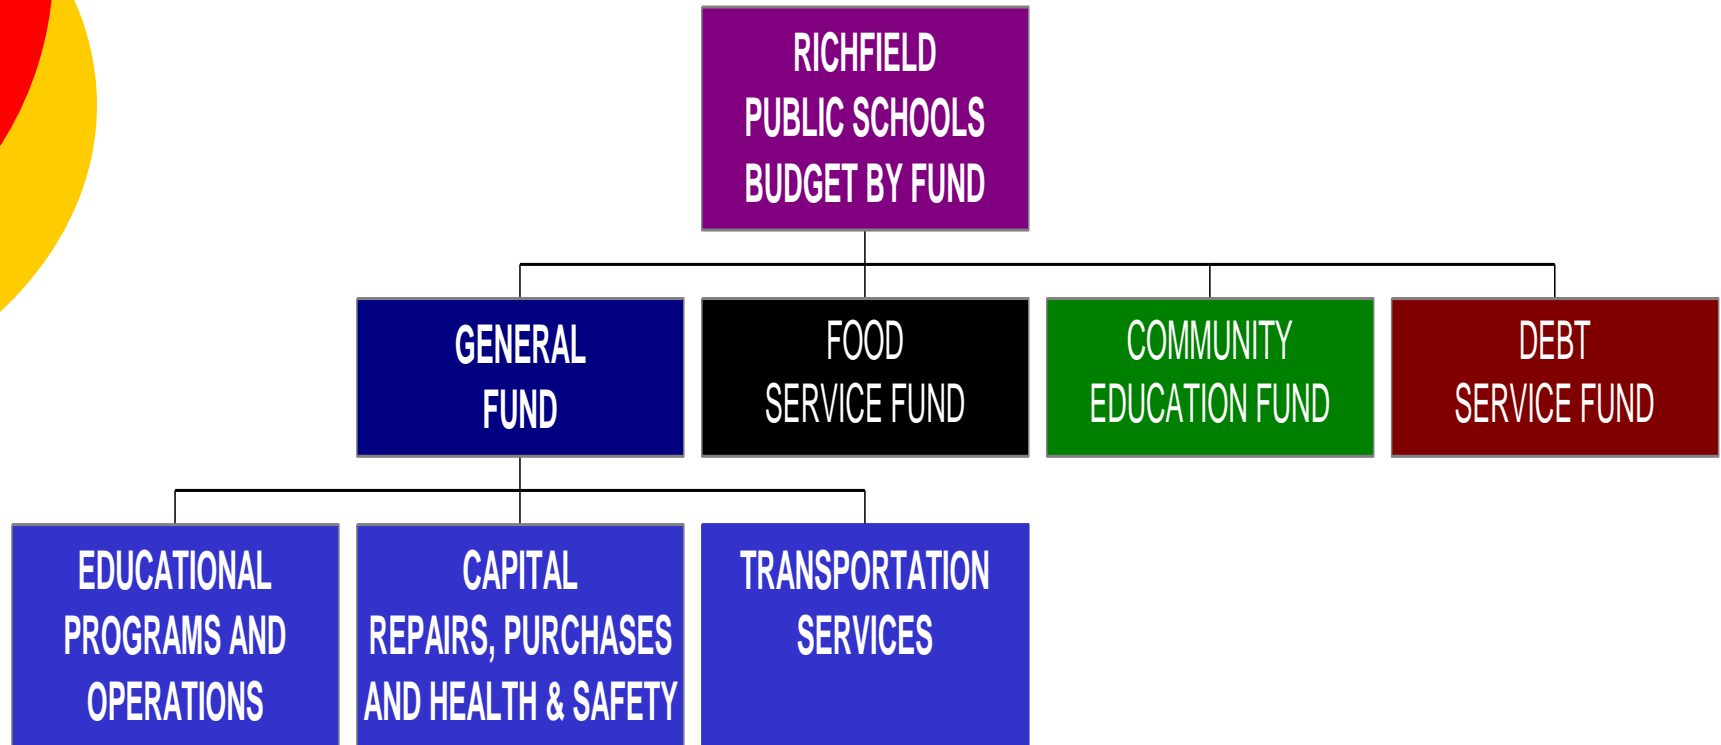 RICHFIELD
PUBLIC SCHOOLS
BUDGET BY FUND
GENERAL
FUND
FOOD
SERVICE FUND
COMMUNITY
EDUCATION FUND
DEBT
SERVICE FUND
EDUCATIONAL
PROGRAMS AND
OPERATIONS
CAPITAL
REPAIRS, PURCHASES
AND HEALTH & SAFETY
TRANSPORTATION
SERVICES